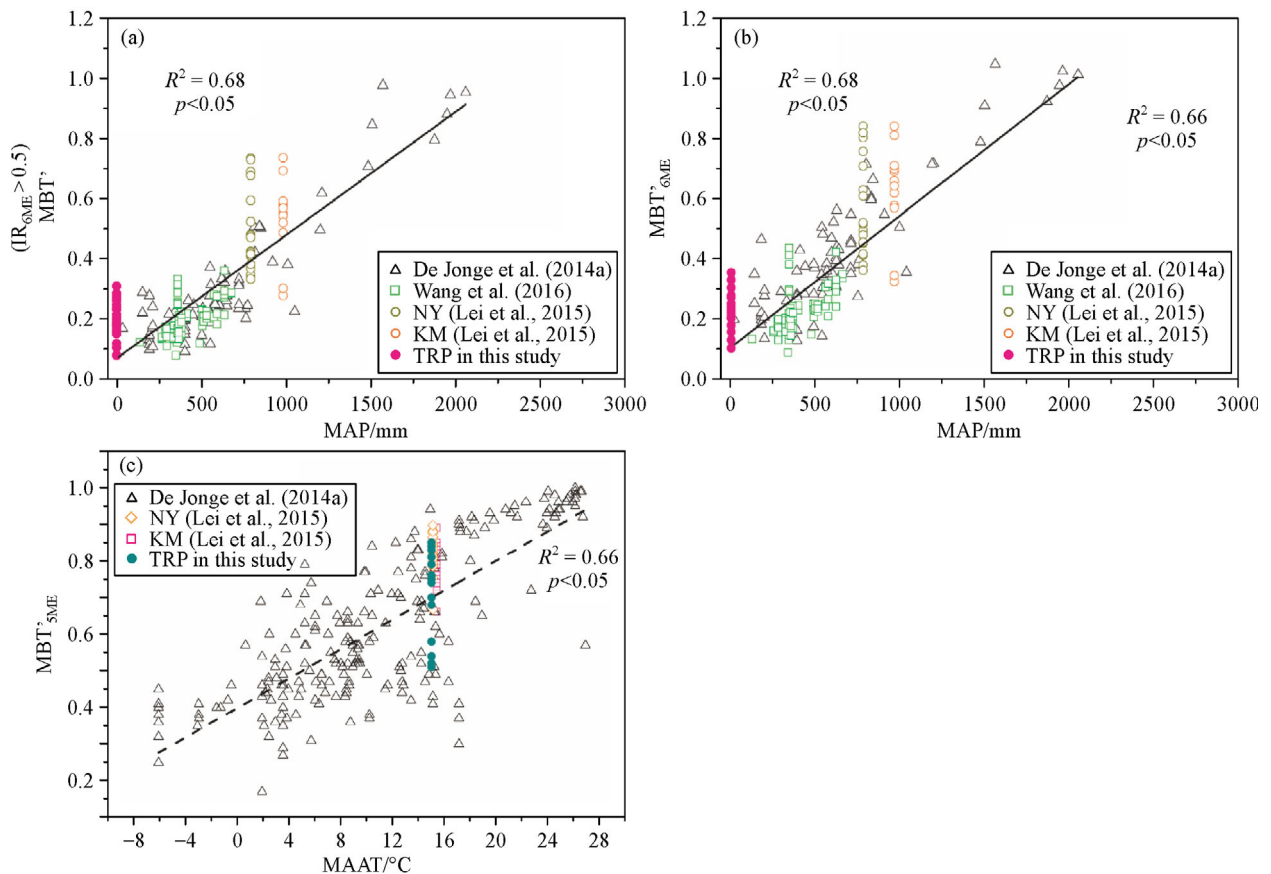 (a)
R² = 0.68
p<0.05
1.2
1.0
0.8
0.6
0.4
0.2
0.0
(IR6ME > 0.5)
MBT'
△ De Jonge et al. (2014a)
□ Wang et al. (2016)
○ NY (Lei et al., 2015)
○ KM (Lei et al., 2015)
● TRP in this study
0 500 1000 1500 2000 2500 3000
MAP/mm
(b)
R² = 0.68
p<0.05
R² = 0.66
p<0.05
1.2
1.0
0.8
0.6
0.4
0.2
0.0
MBT'6ME
△ De Jonge et al. (2014a)
□ Wang et al. (2016)
○ NY (Lei et al., 2015)
○ KM (Lei et al., 2015)
● TRP in this study
0 500 1000 1500 2000 2500 3000
MAP/mm
(c)
△ De Jonge et al. (2014a)
◇ NY (Lei et al., 2015)
□ KM (Lei et al., 2015)
● TRP in this study
R² = 0.66
p<0.05
1.0
0.8
0.6
0.4
0.2
MBT'5ME
−8 −4 0 4 8 12 16 20 24 28
MAAT/°C